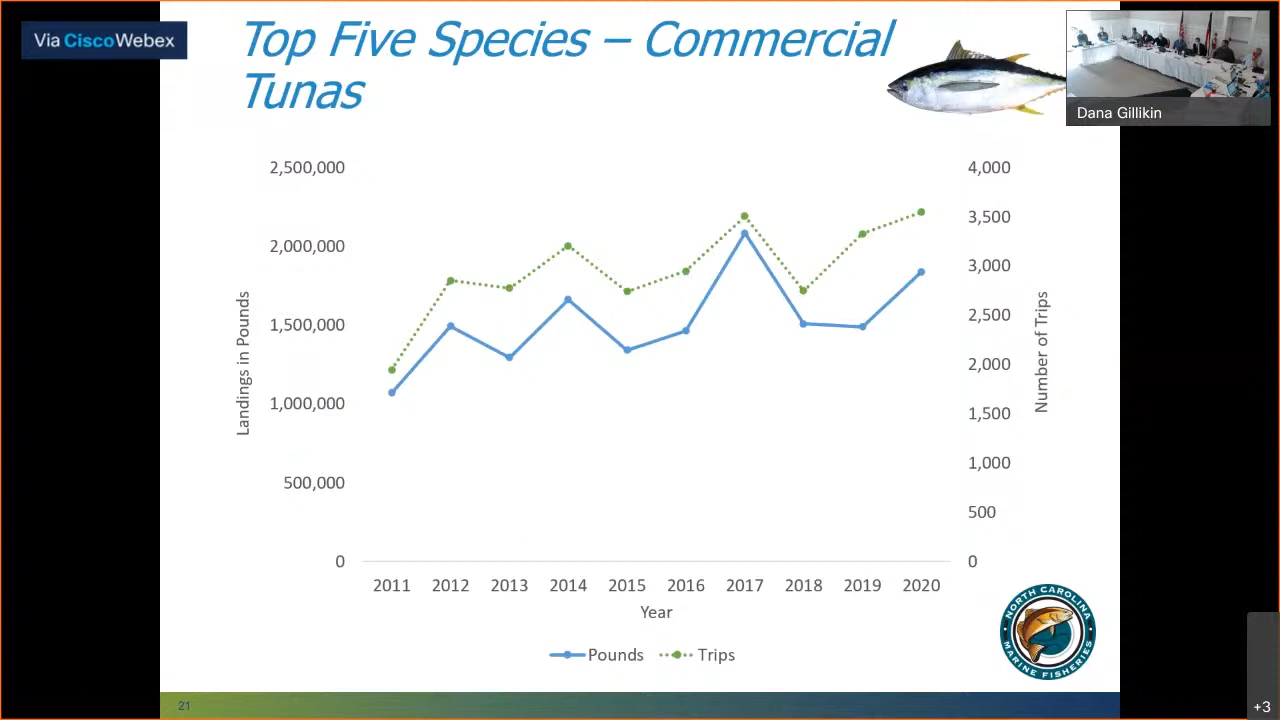 Via CiscoWebex
Top Five Species – Commercial
Tunas
Dana Gillikin
2,500,000
2,000,000
1,500,000
1,000,000
500,000
0
Landings in Pounds
4,000
3,500
3,000
2,500
2,000
1,500
1,000
500
0
Number of Trips
2011 2012 2013 2014 2015 2016 2017 2018 2019 2020
Year
Pounds Trips
NORTH CAROLINA
MARINE FISHERIES
21
+3